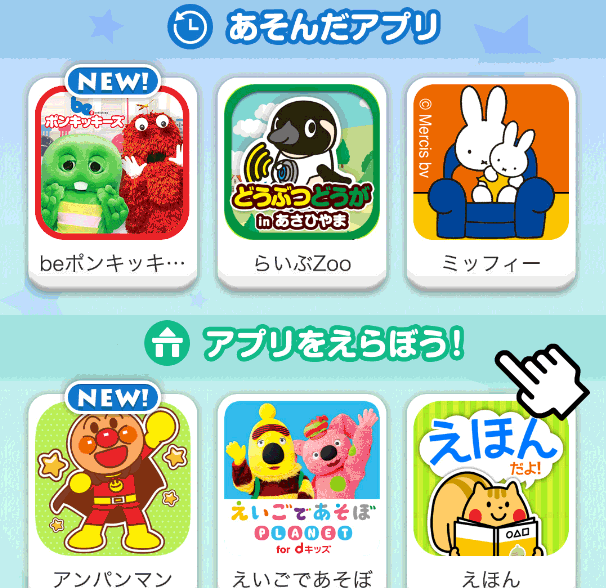 あそんだアプリ
NEW!
be
ポンキッキーズ
beポンキッキ…
どうぶつどうが
in あさひやま
らいぶZoo
© Mercis bv
ミッフィー
アプリをえらぼう!
NEW!
アンパンマン
えいごであそぼ
PLANET
for dキッズ
えいごであそぼ
えほん
だよ!
えほん